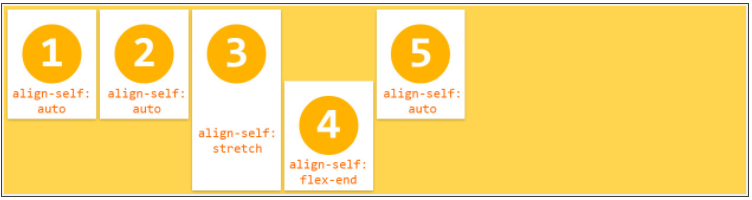 1
align-self:
auto
2
align-self:
auto
3
align-self:
stretch
4
align-self:
flex-end
5
align-self:
auto